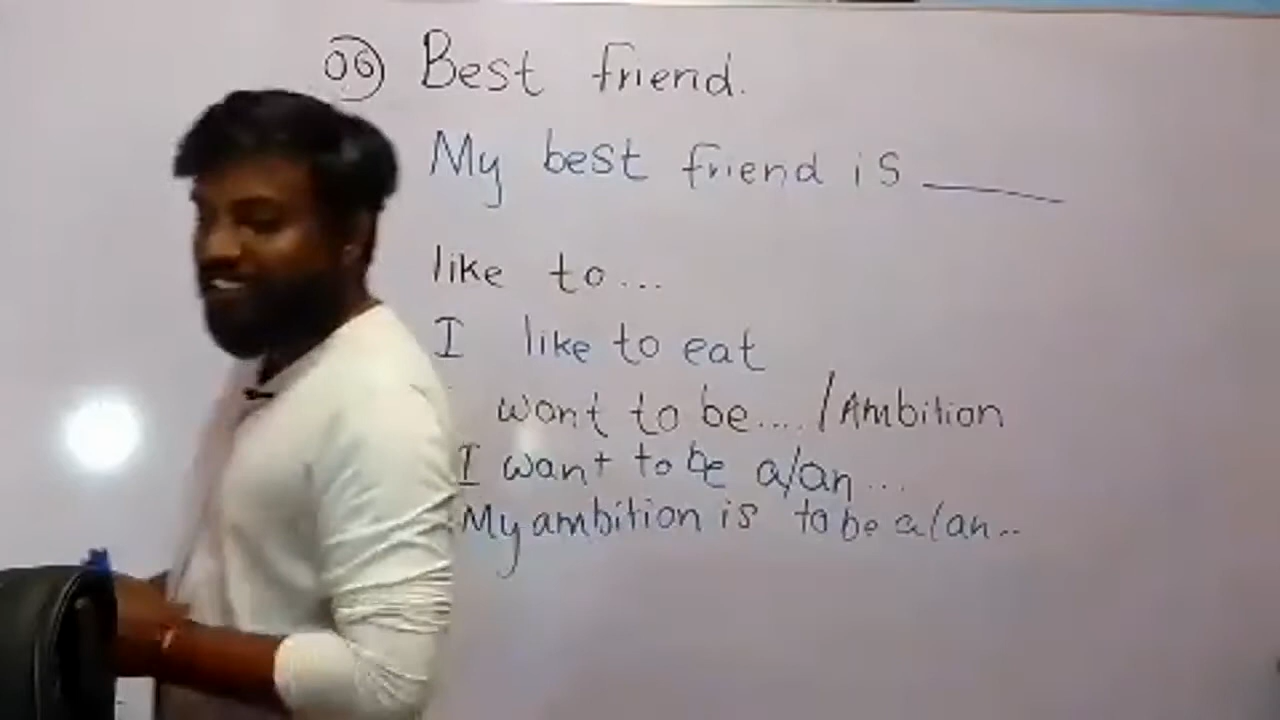 06 Best friend.
My best friend is ____
like to...
I like to eat
want to be.... / Ambition
I want to be a/an...
My ambition is to be a/an..